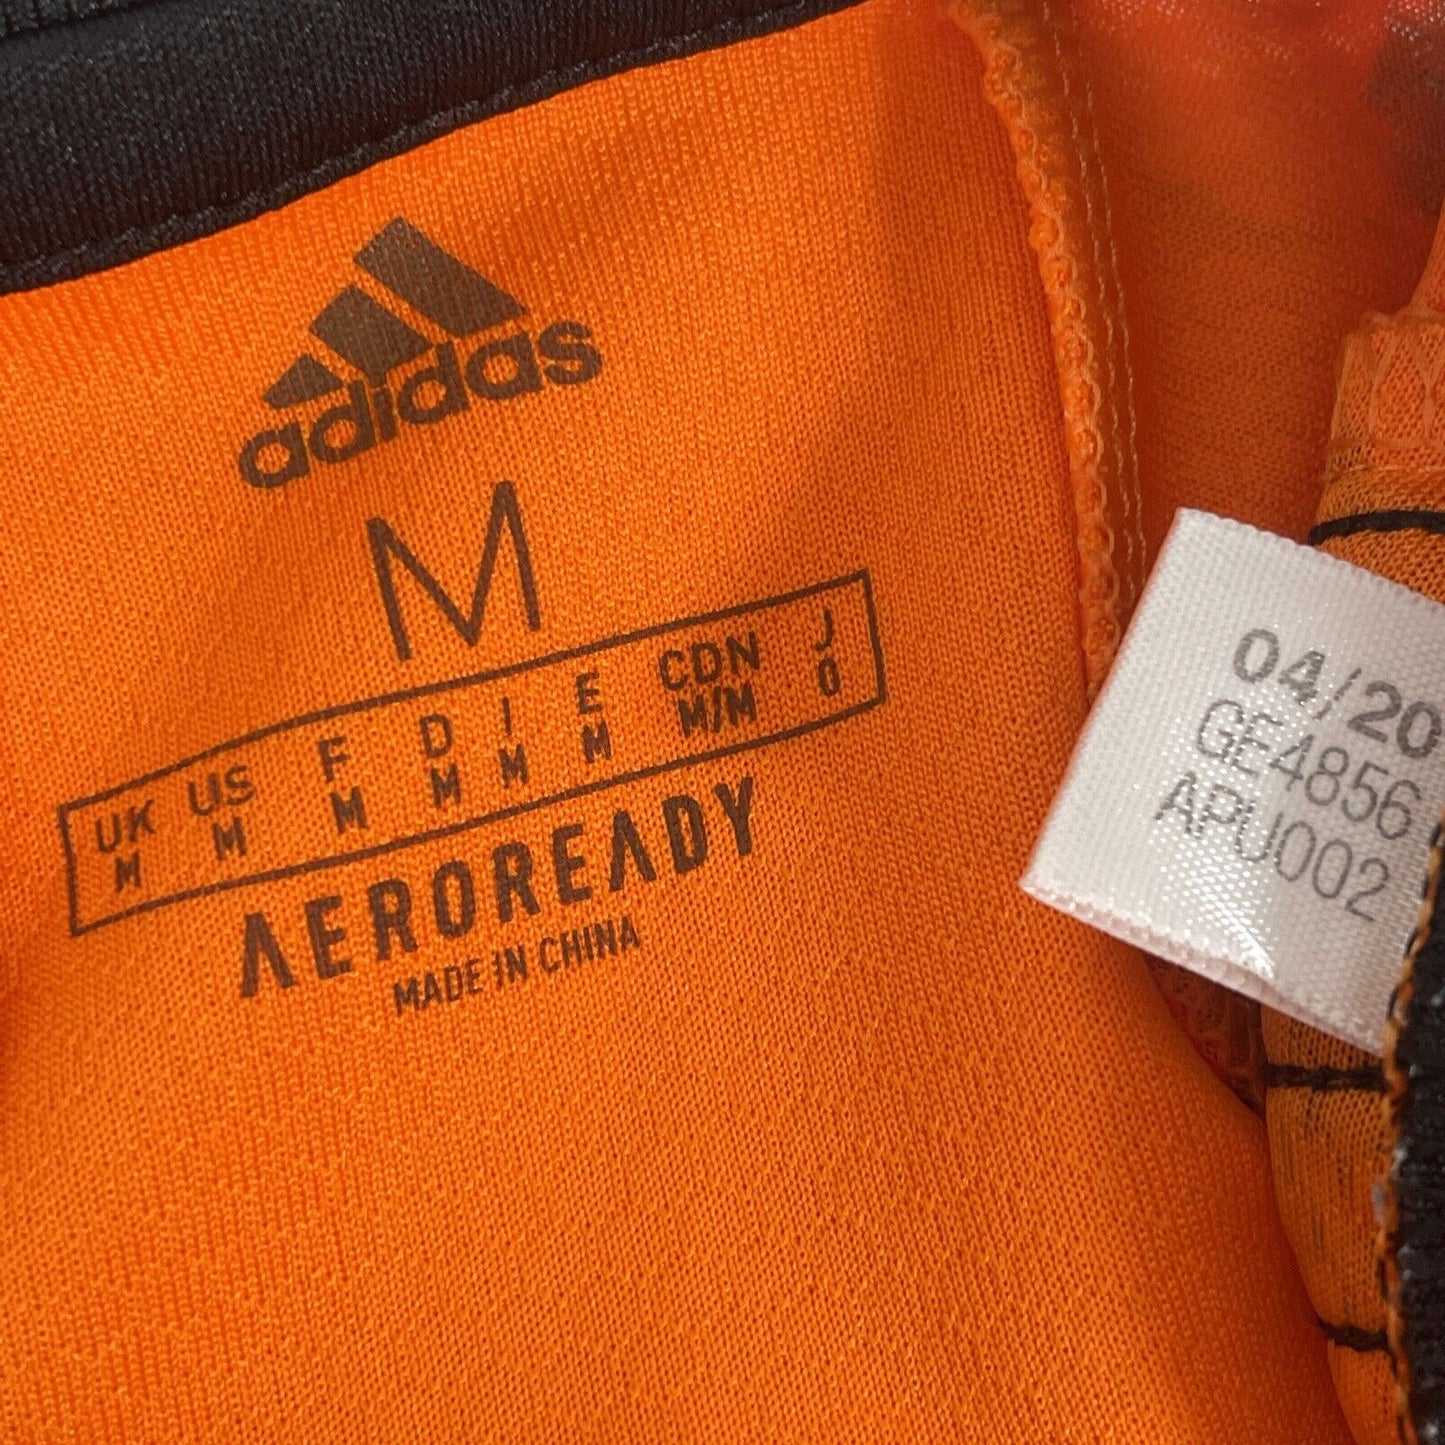 adidas
M
UK US F D I E CDN J
M M M M M M M/M O
AEROREADY
MADE IN CHINA
04/20
GE4856
APU002